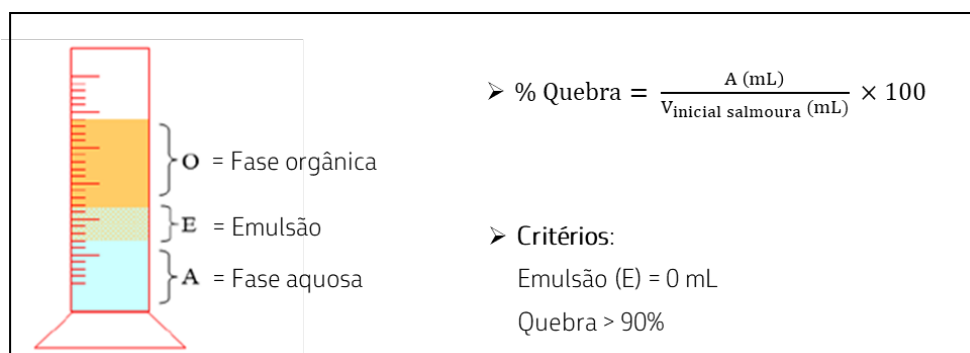 O = Fase orgânica
E = Emulsão
A = Fase aquosa
➤ % Quebra = A (mL) / V inicial salmoura (mL) × 100
➤ Critérios:
Emulsão (E) = 0 mL
Quebra > 90%